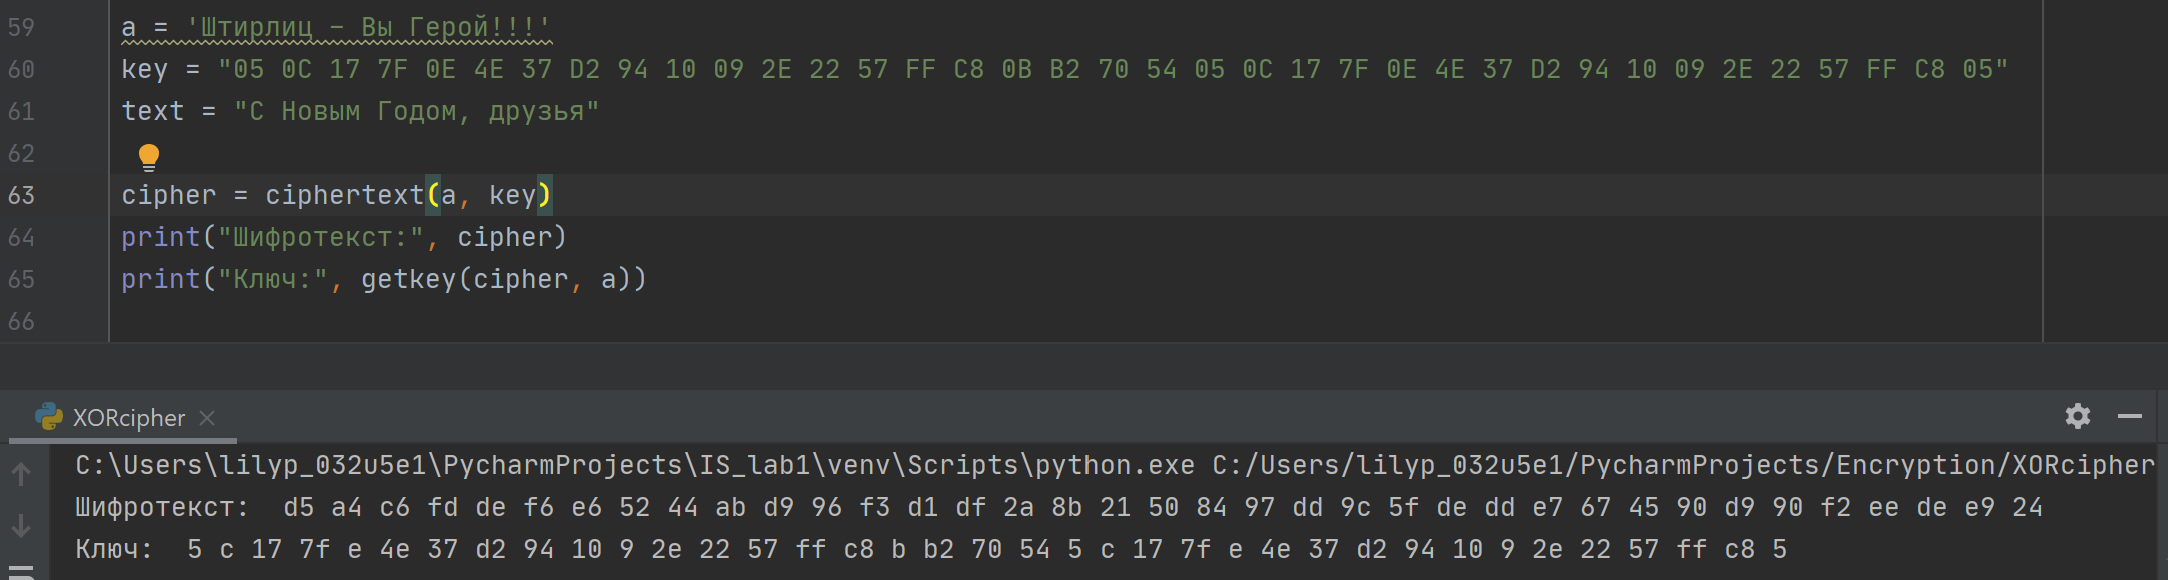 59 a = 'Штирлиц – Вы Герой!!!'
60 key = "05 0C 17 7F 0E 4E 37 D2 94 10 09 2E 22 57 FF C8 0B B2 70 54 05 0C 17 7F 0E 4E 37 D2 94 10 09 2E 22 57 FF C8 05"
61 text = "С Новым Годом, друзья"
62
63 cipher = ciphertext(a, key)
64 print("Шифротекст:", cipher)
65 print("Ключ:", getkey(cipher, a))
66
XORcipher
C:\Users\lilyp_032u5e1\PycharmProjects\IS_lab1\venv\Scripts\python.exe C:/Users/lilyp_032u5e1/PycharmProjects/Encryption/XORcipher
Шифротекст:  d5 a4 c6 fd de f6 e6 52 44 ab d9 96 f3 d1 df 2a 8b 21 50 84 97 dd 9c 5f de dd e7 67 45 90 d9 90 f2 ee de e9 24
Ключ:  5 c 17 7f e 4e 37 d2 94 10 9 2e 22 57 ff c8 b b2 70 54 5 c 17 7f e 4e 37 d2 94 10 9 2e 22 57 ff c8 5